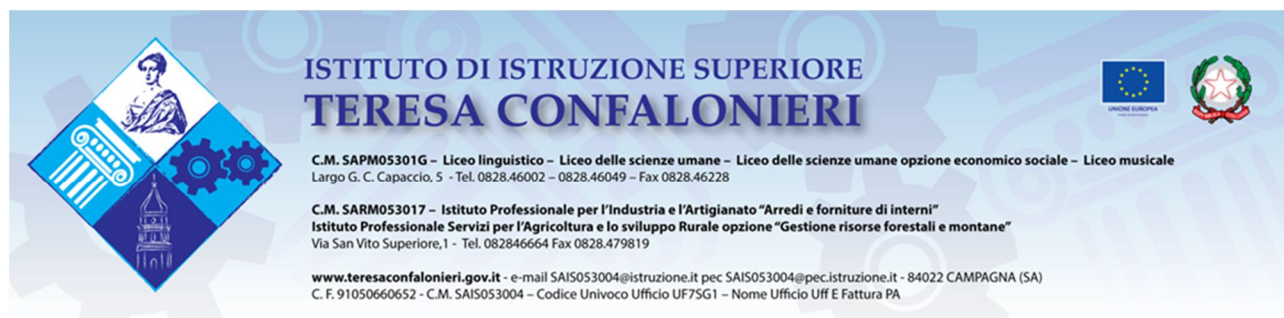 ISTITUTO DI ISTRUZIONE SUPERIORE
TERESA CONFALONIERI
UNIONE EUROPEA
C.M. SAPM05301G – Liceo linguistico – Liceo delle scienze umane – Liceo delle scienze umane opzione economico sociale – Liceo musicale
Largo G. C. Capaccio, 5 - Tel. 0828.46002 – 0828.46049 – Fax 0828.46228
C.M. SARM053017 – Istituto Professionale per l'Industria e l'Artigianato "Arredi e forniture di interni"
Istituto Professionale Servizi per l'Agricoltura e lo sviluppo Rurale opzione "Gestione risorse forestali e montane"
Via San Vito Superiore,1 - Tel. 082846664 Fax 0828.479819
www.teresaconfalonieri.gov.it - e-mail SAIS053004@istruzione.it pec SAIS053004@pec.istruzione.it - 84022 CAMPAGNA (SA)
C. F. 91050660652 - C.M. SAIS053004 – Codice Univoco Ufficio UF7SG1 – Nome Ufficio Uff E Fattura PA